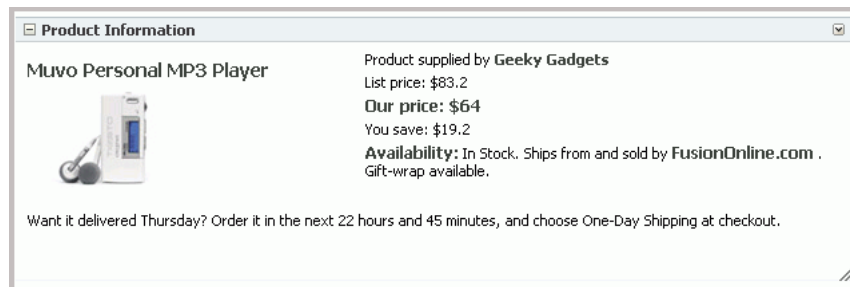 Product Information
Muvo Personal MP3 Player
Product supplied by Geeky Gadgets
List price: $83.2
Our price: $64
You save: $19.2
Availability: In Stock. Ships from and sold by FusionOnline.com .
Gift-wrap available.
Want it delivered Thursday? Order it in the next 22 hours and 45 minutes, and choose One-Day Shipping at checkout.